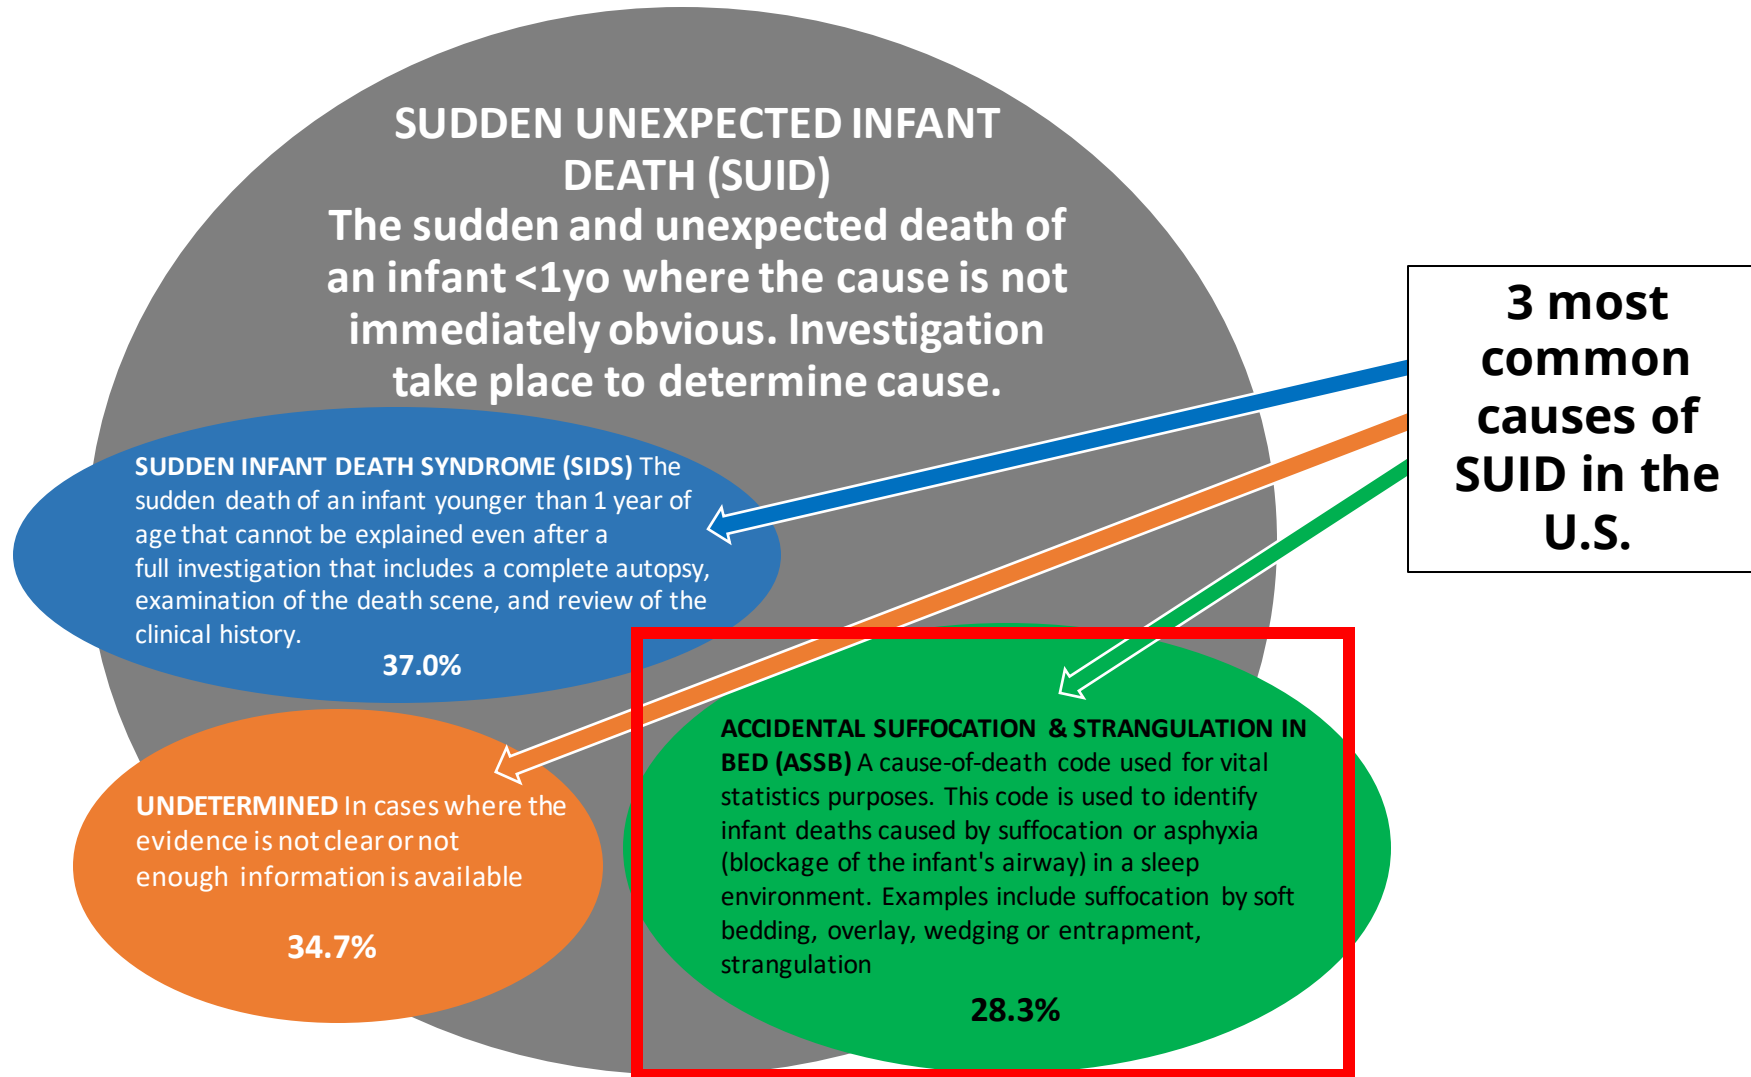 SUDDEN UNEXPECTED INFANT
DEATH (SUID)
The sudden and unexpected death of
an infant <1yo where the cause is not
immediately obvious. Investigation
take place to determine cause.
SUDDEN INFANT DEATH SYNDROME (SIDS) The
sudden death of an infant younger than 1 year of
age that cannot be explained even after a
full investigation that includes a complete autopsy,
examination of the death scene, and review of the
clinical history.
37.0%
UNDETERMINED In cases where the
evidence is not clear or not
enough information is available
34.7%
ACCIDENTAL SUFFOCATION & STRANGULATION IN
BED (ASSB) A cause-of-death code used for vital
statistics purposes. This code is used to identify
infant deaths caused by suffocation or asphyxia
(blockage of the infant's airway) in a sleep
environment. Examples include suffocation by soft
bedding, overlay, wedging or entrapment,
strangulation
28.3%
3 most
common
causes of
SUID in the
U.S.